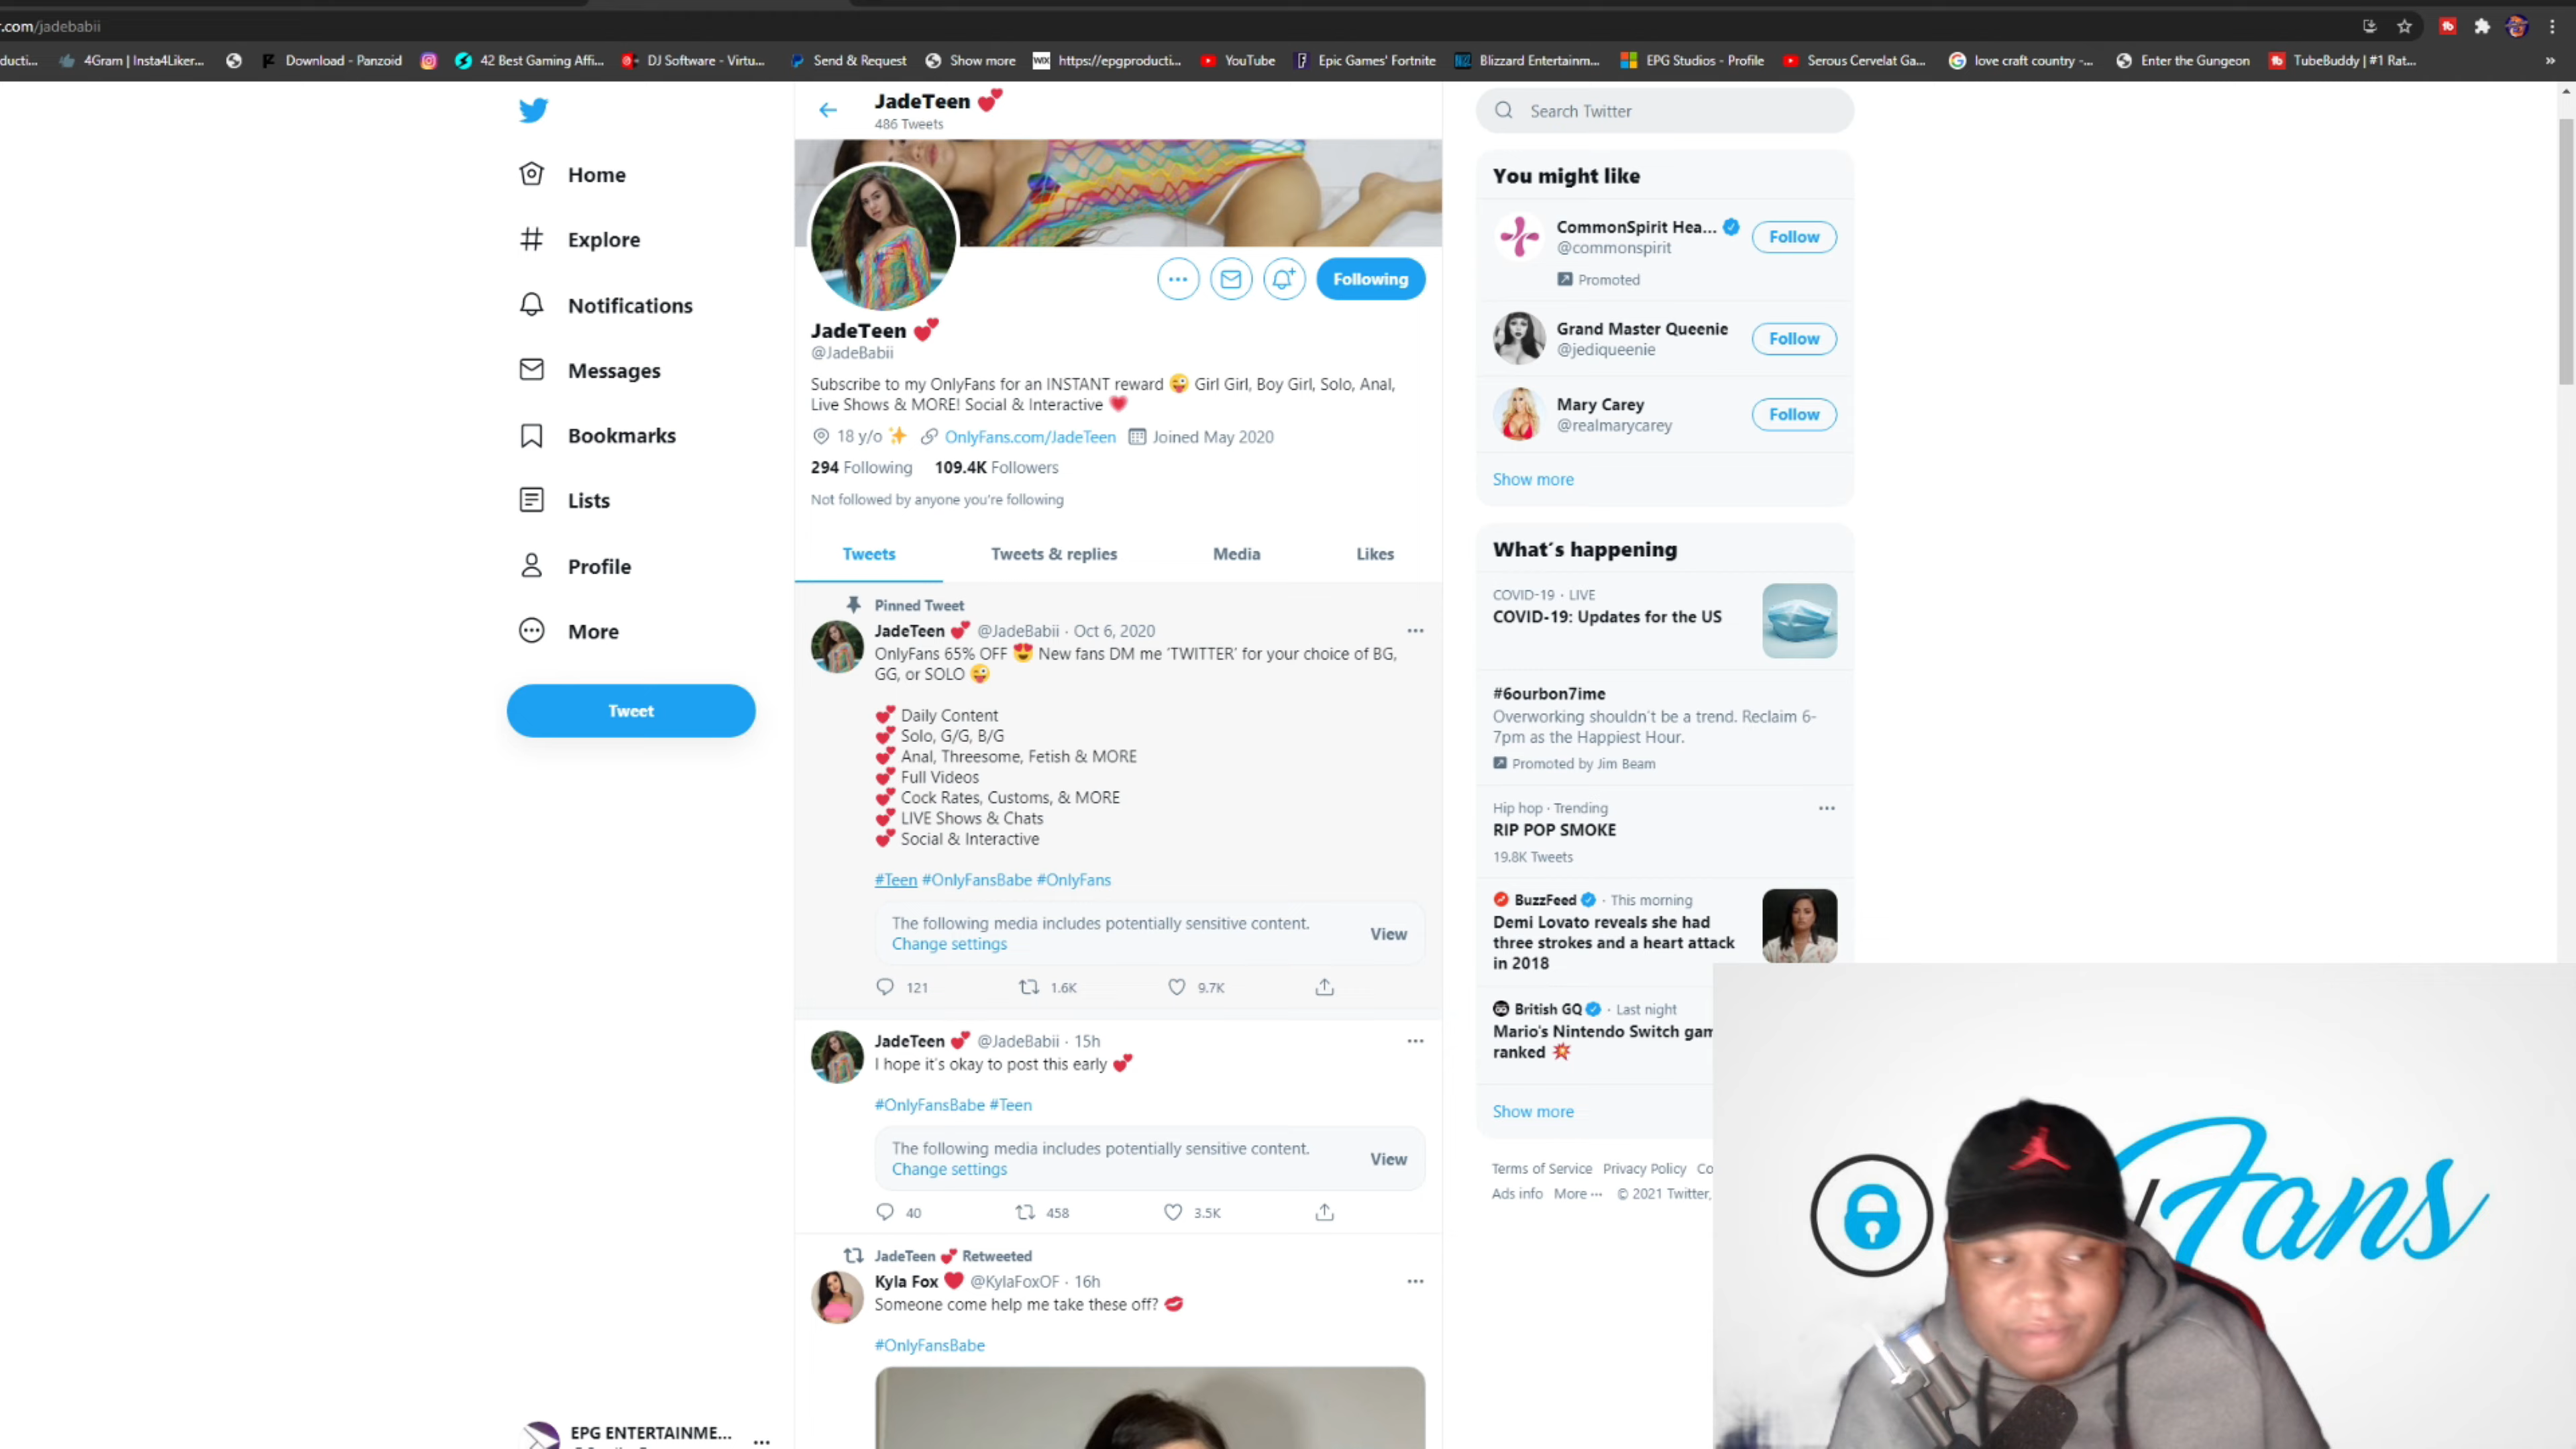 r.com/jadebabii
ducti...
4Gram | Insta4Liker...
Download - Panzoid
42 Best Gaming Affi...
DJ Software - Virtu...
Send & Request
Show more
https://epgproducti...
YouTube
Epic Games' Fortnite
Blizzard Entertainm...
EPG Studios - Profile
Serous Cervelat Ga...
love craft country -...
Enter the Gungeon
TubeBuddy | #1 Rat...
Home
Explore
Notifications
Messages
Bookmarks
Lists
Profile
More
Tweet
EPG ENTERTAINME...
JadeTeen 💕
486 Tweets
Following
JadeTeen 💕
@JadeBabii
Subscribe to my OnlyFans for an INSTANT reward 😜 Girl Girl, Boy Girl, Solo, Anal,
Live Shows & MORE! Social & Interactive 💗
18 y/o ✨ OnlyFans.com/JadeTeen Joined May 2020
294 Following 109.4K Followers
Not followed by anyone you're following
Tweets Tweets & replies Media Likes
Pinned Tweet
JadeTeen 💕 @JadeBabii · Oct 6, 2020
OnlyFans 65% OFF 😍 New fans DM me 'TWITTER' for your choice of BG,
GG, or SOLO 😜
💕 Daily Content
💕 Solo, G/G, B/G
💕 Anal, Threesome, Fetish & MORE
💕 Full Videos
💕 Cock Rates, Customs, & MORE
💕 LIVE Shows & Chats
💕 Social & Interactive
#Teen #OnlyFansBabe #OnlyFans
The following media includes potentially sensitive content.
Change settings
View
121 1.6K 9.7K
JadeTeen 💕 @JadeBabii · 15h
I hope it's okay to post this early 💕
#OnlyFansBabe #Teen
The following media includes potentially sensitive content.
Change settings
View
40 458 3.5K
JadeTeen 💕 Retweeted
Kyla Fox ❤️ @KylaFoxOF · 16h
Someone come help me take these off? 💋
#OnlyFansBabe
Search Twitter
You might like
CommonSpirit Hea...
@commonspirit
Follow
Promoted
Grand Master Queenie
@jediqueenie
Follow
Mary Carey
@realmarycarey
Follow
Show more
What's happening
COVID-19 · LIVE
COVID-19: Updates for the US
#6ourbon7ime
Overworking shouldn't be a trend. Reclaim 6-
7pm as the Happiest Hour.
Promoted by Jim Beam
Hip hop · Trending
RIP POP SMOKE
19.8K Tweets
BuzzFeed · This morning
Demi Lovato reveals she had
three strokes and a heart attack
in 2018
British GQ · Last night
Mario's Nintendo Switch gam
ranked 💥
Show more
Terms of Service Privacy Policy Co
Ads info More ··· © 2021 Twitter,
Fans